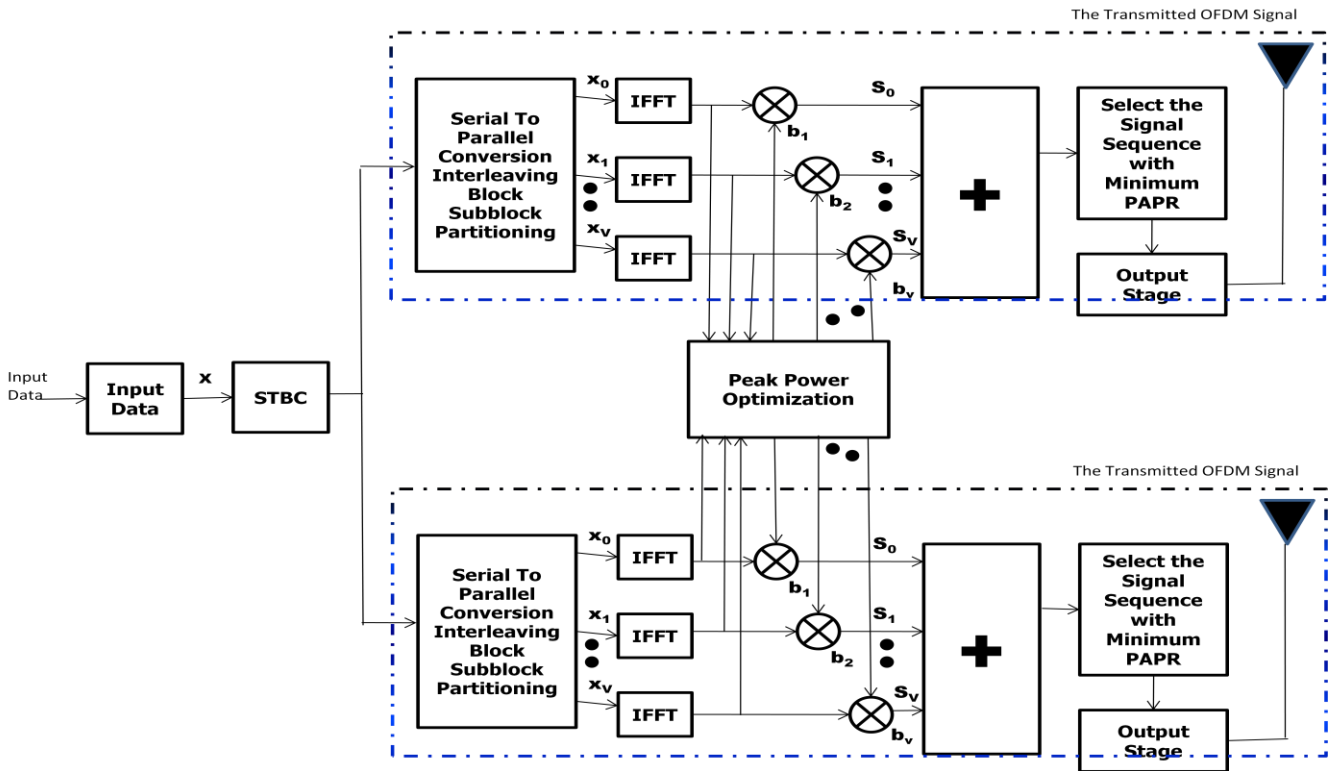 The Transmitted OFDM Signal
Serial To
Parallel
Conversion
Interleaving
Block
Subblock
Partitioning
x0
IFFT
b1
S0
x1
IFFT
b2
S1
xv
IFFT
bv
Sv
Select the
Signal
Sequence
with
Minimum
PAPR
Output
Stage
Input
Data
Input
Data
x
STBC
Peak Power
Optimization
The Transmitted OFDM Signal
Serial To
Parallel
Conversion
Interleaving
Block
Subblock
Partitioning
x0
IFFT
b1
S0
x1
IFFT
b2
S1
xv
IFFT
bv
Sv
Select the
Signal
Sequence
with
Minimum
PAPR
Output
Stage